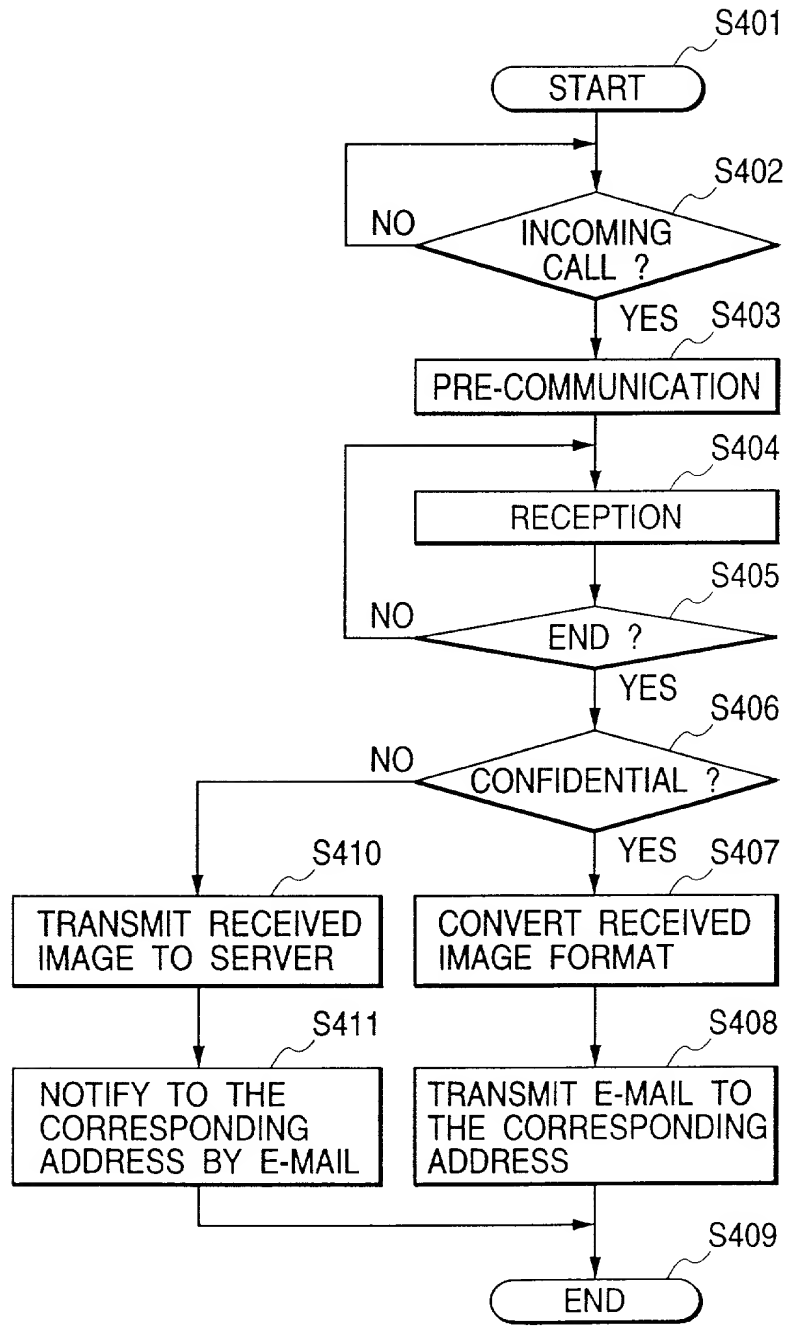 S401
START
S402
NO
INCOMING
CALL ?
YES
S403
PRE-COMMUNICATION
S404
RECEPTION
S405
NO
END ?
YES
S406
NO
CONFIDENTIAL ?
YES
S410
S407
TRANSMIT RECEIVED
IMAGE TO SERVER
CONVERT RECEIVED
IMAGE FORMAT
S411
S408
NOTIFY TO THE
CORRESPONDING
ADDRESS BY E-MAIL
TRANSMIT E-MAIL TO
THE CORRESPONDING
ADDRESS
S409
END